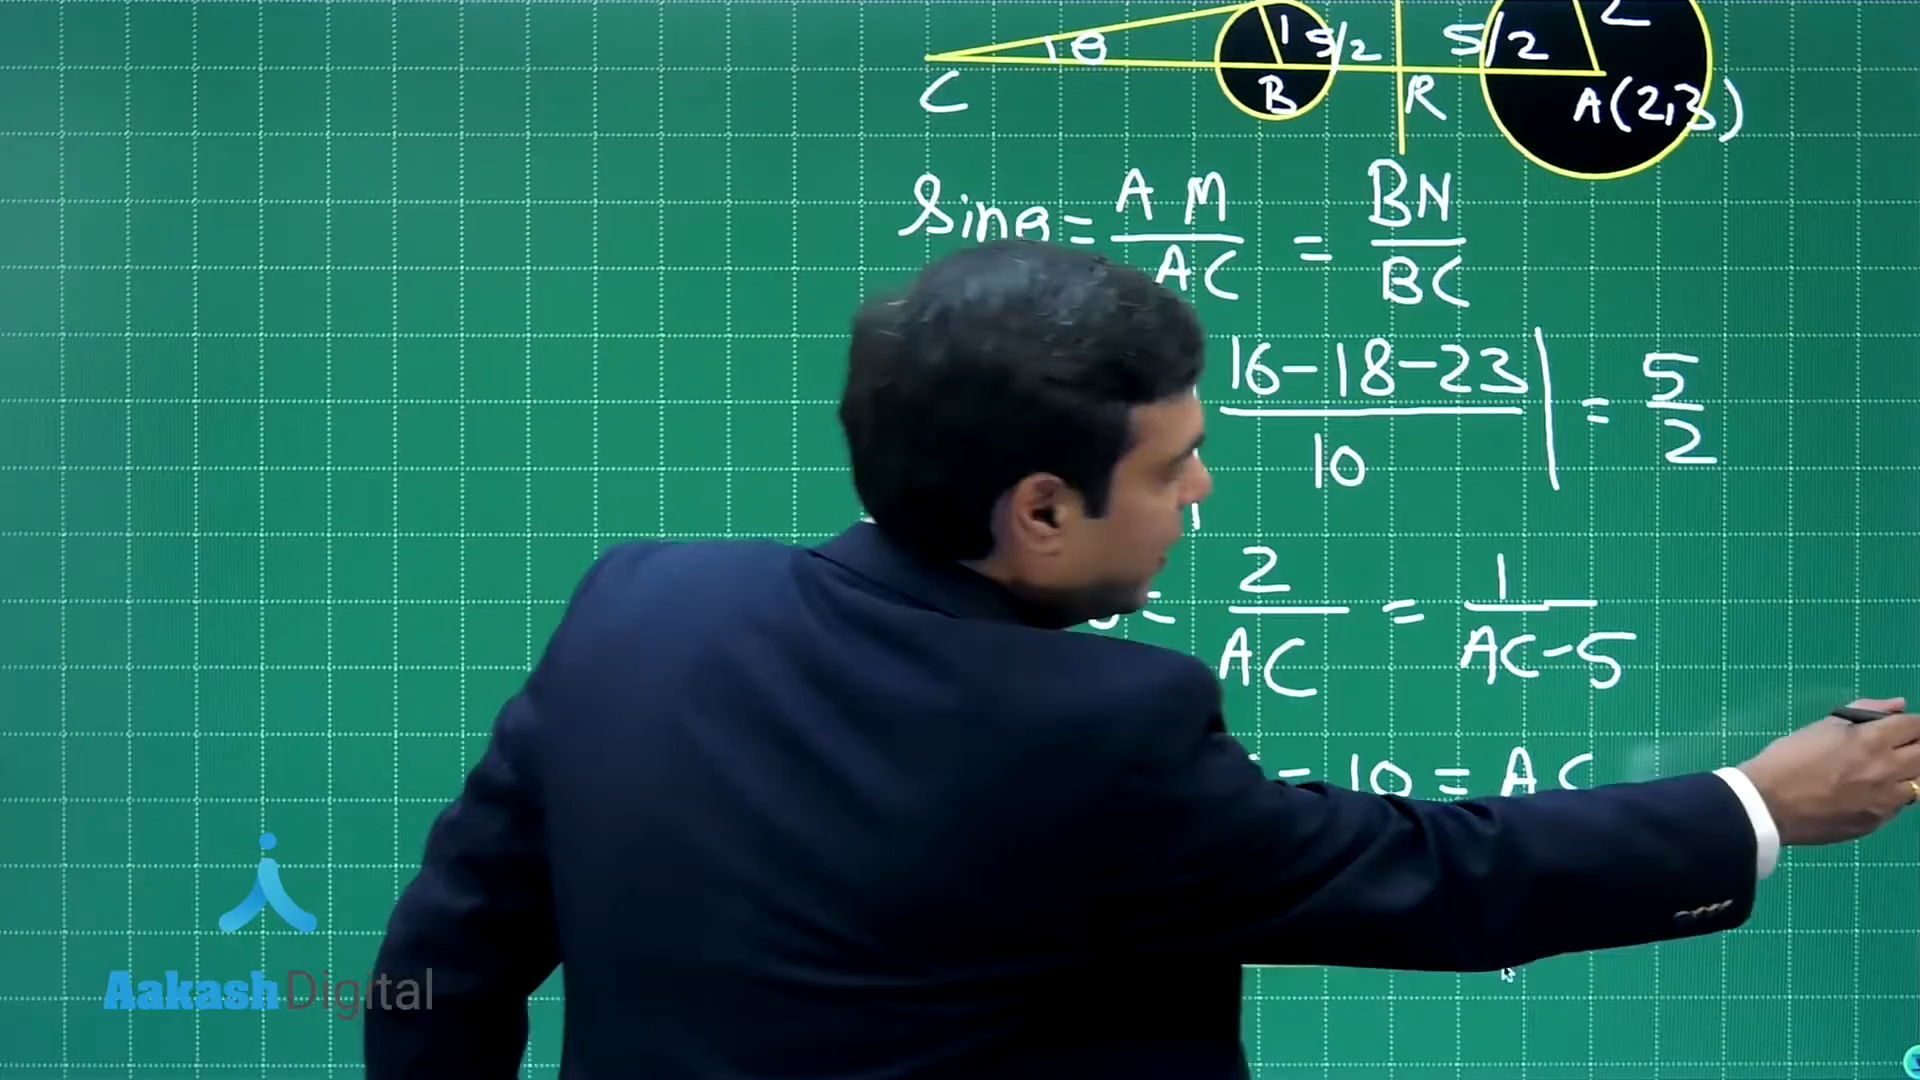 θ 1 5/2 5/2 2
C B R A(2,3)
Sinθ = AM/AC = BN/BC
16-18-23| / 10 = 5/2
= 2/AC = 1/AC-5
- 10 = AC
Aakash Digital